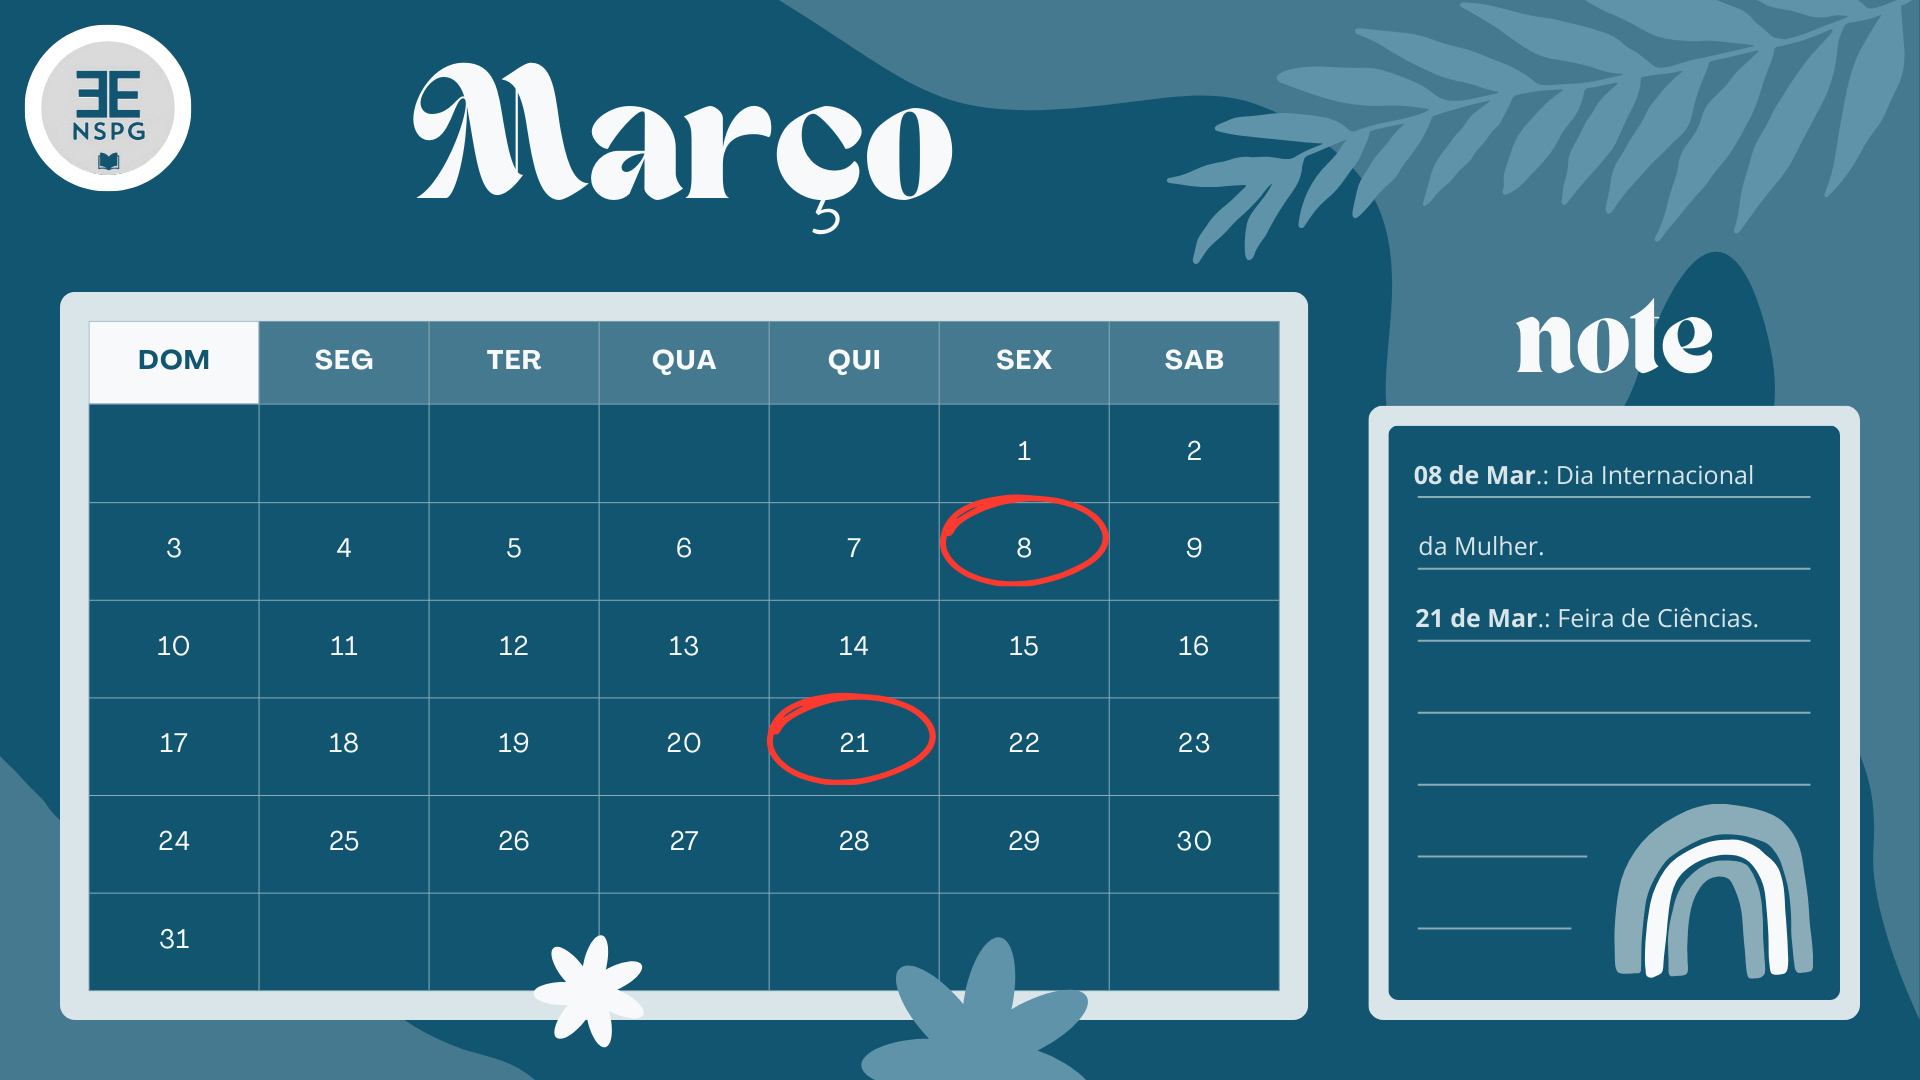 ƎE
NSPG
Março
DOM SEG TER QUA QUI SEX SAB
1 2
3 4 5 6 7 8 9
10 11 12 13 14 15 16
17 18 19 20 21 22 23
24 25 26 27 28 29 30
31
note
08 de Mar.: Dia Internacional
da Mulher.
21 de Mar.: Feira de Ciências.